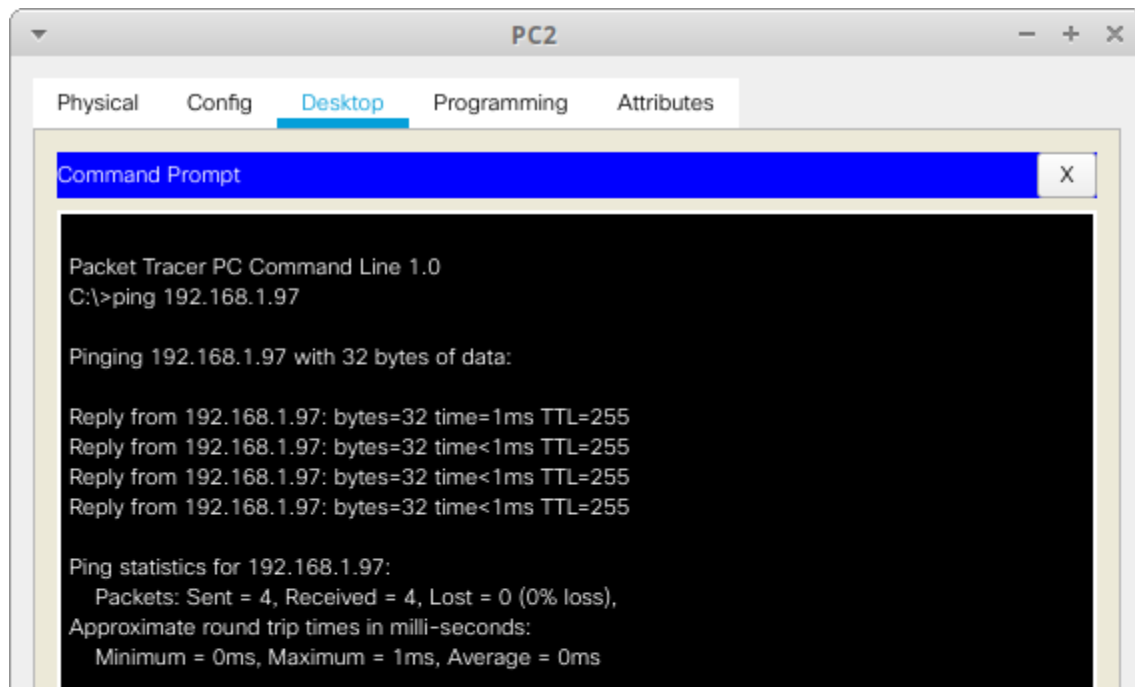 PC2
Physical Config Desktop Programming Attributes
Command Prompt X
Packet Tracer PC Command Line 1.0
C:\>ping 192.168.1.97
Pinging 192.168.1.97 with 32 bytes of data:
Reply from 192.168.1.97: bytes=32 time=1ms TTL=255
Reply from 192.168.1.97: bytes=32 time<1ms TTL=255
Reply from 192.168.1.97: bytes=32 time<1ms TTL=255
Reply from 192.168.1.97: bytes=32 time<1ms TTL=255
Ping statistics for 192.168.1.97:
Packets: Sent = 4, Received = 4, Lost = 0 (0% loss),
Approximate round trip times in milli-seconds:
Minimum = 0ms, Maximum = 1ms, Average = 0ms